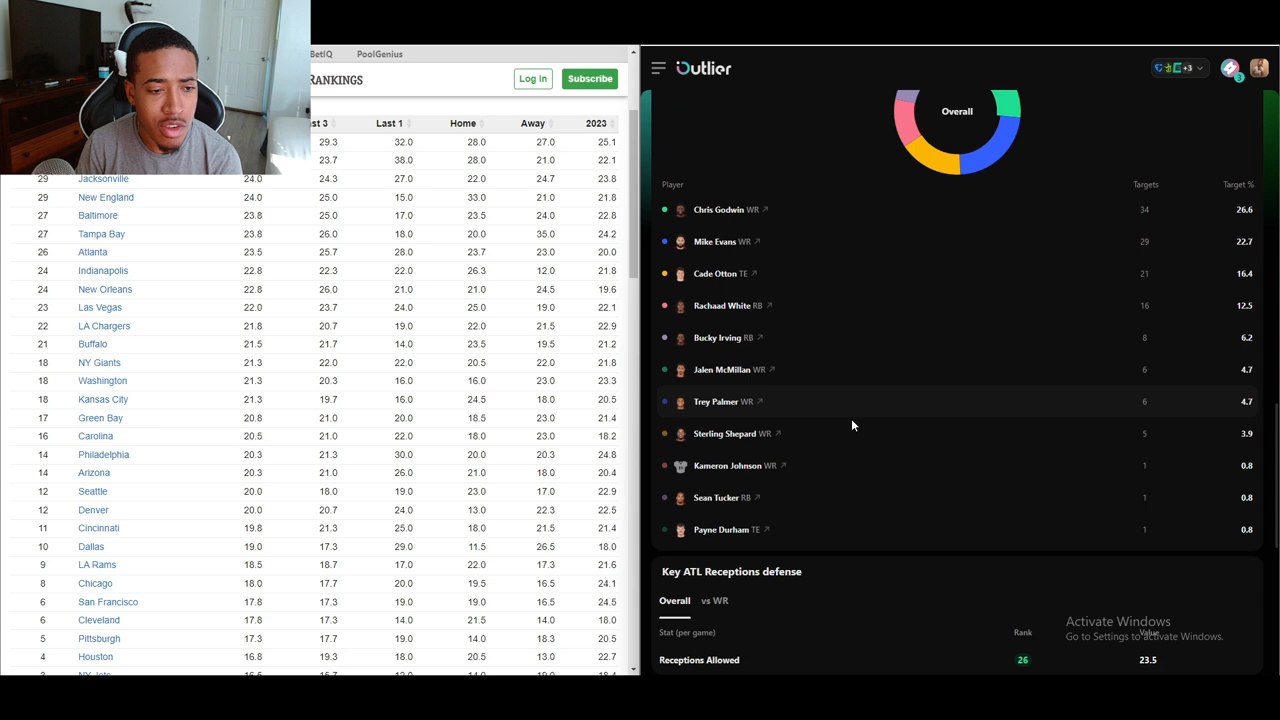 BetIQ PoolGenius
RANKINGS Log In Subscribe
st 3 Last 1 Home Away 2023
29.3 32.0 28.0 27.0 25.1
23.7 38.0 28.0 21.0 22.1
29 Jacksonville 24.0 24.3 27.0 22.0 24.7 23.8
29 New England 24.0 25.0 15.0 33.0 21.0 21.8
27 Baltimore 23.8 25.0 17.0 23.5 24.0 22.8
27 Tampa Bay 23.8 26.0 18.0 20.0 35.0 24.2
26 Atlanta 23.5 25.7 28.0 23.7 23.0 20.0
24 Indianapolis 22.8 22.3 22.0 26.3 12.0 21.8
24 New Orleans 22.8 26.0 21.0 21.0 24.5 19.6
23 Las Vegas 22.0 23.7 24.0 25.0 19.0 22.1
22 LA Chargers 21.8 20.7 19.0 22.0 21.5 22.9
21 Buffalo 21.5 21.7 14.0 23.5 19.5 21.2
18 NY Giants 21.3 22.0 22.0 20.5 22.0 21.8
18 Washington 21.3 20.3 16.0 16.0 23.0 23.3
18 Kansas City 21.3 19.7 16.0 24.5 18.0 20.5
17 Green Bay 20.8 21.0 20.0 18.5 23.0 21.4
16 Carolina 20.5 21.0 22.0 18.0 23.0 18.2
14 Philadelphia 20.3 21.3 30.0 20.0 20.3 24.8
14 Arizona 20.3 21.0 26.0 21.0 18.0 20.4
12 Seattle 20.0 18.0 19.0 23.0 17.0 22.9
12 Denver 20.0 20.7 24.0 13.0 22.3 22.5
11 Cincinnati 19.8 21.3 25.0 18.0 21.5 21.4
10 Dallas 19.0 17.3 29.0 11.5 26.5 18.0
9 LA Rams 18.5 18.7 17.0 22.0 17.3 21.6
8 Chicago 18.0 17.7 20.0 19.5 16.5 24.1
6 San Francisco 17.8 17.3 19.0 19.0 16.5 24.5
6 Cleveland 17.8 17.3 14.0 21.5 14.0 18.0
5 Pittsburgh 17.3 17.7 19.0 14.0 18.3 20.5
4 Houston 16.8 19.3 18.0 20.5 13.0 22.7
Outlier +3 3
Overall
Player Targets Target %
Chris Godwin WR 34 26.6
Mike Evans WR 29 22.7
Cade Otton TE 21 16.4
Rachaad White RB 16 12.5
Bucky Irving RB 8 6.2
Jalen McMillan WR 6 4.7
Trey Palmer WR 6 4.7
Sterling Shepard WR 5 3.9
Kameron Johnson WR 1 0.8
Sean Tucker RB 1 0.8
Payne Durham TE 1 0.8
Key ATL Receptions defense
Overall vs WR
Stat (per game) Rank Value
Receptions Allowed 26 23.5
Activate Windows
Go to Settings to activate Windows.